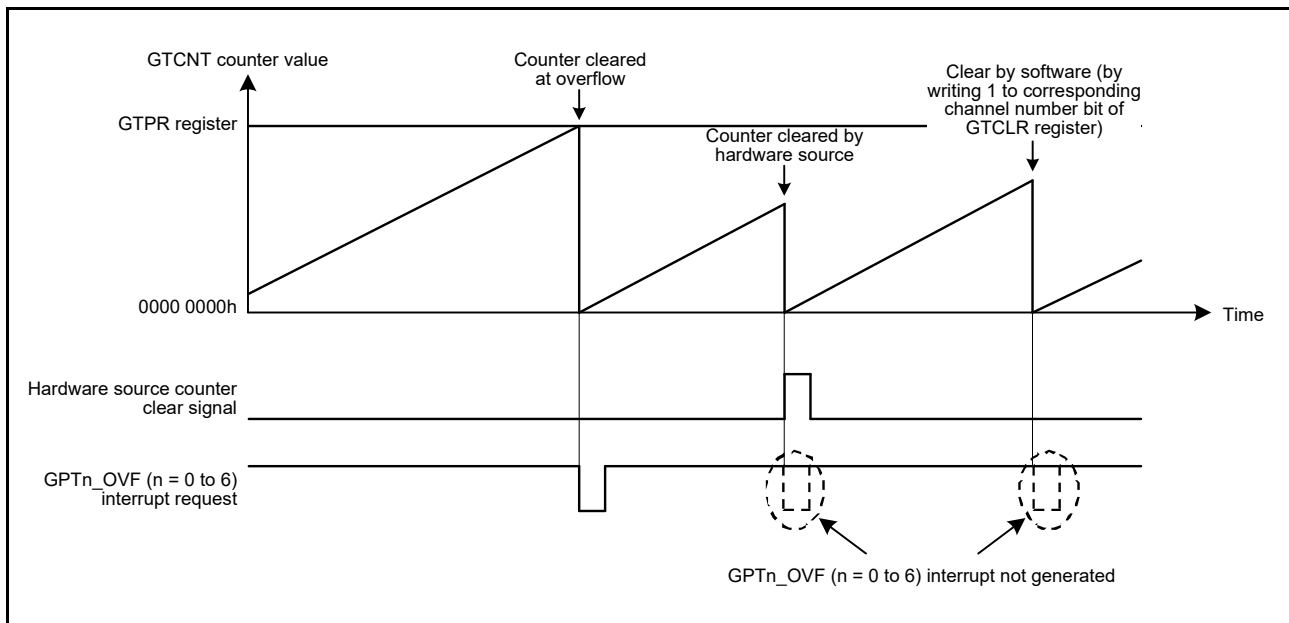 GTCNT counter value
Counter cleared
at overflow
Clear by software (by
writing 1 to corresponding
channel number bit of
GTCLR register)
GTPR register
Counter cleared by
hardware source
0000 0000h
Time
Hardware source counter
clear signal
GPTn_OVF (n = 0 to 6)
interrupt request
GPTn_OVF (n = 0 to 6) interrupt not generated